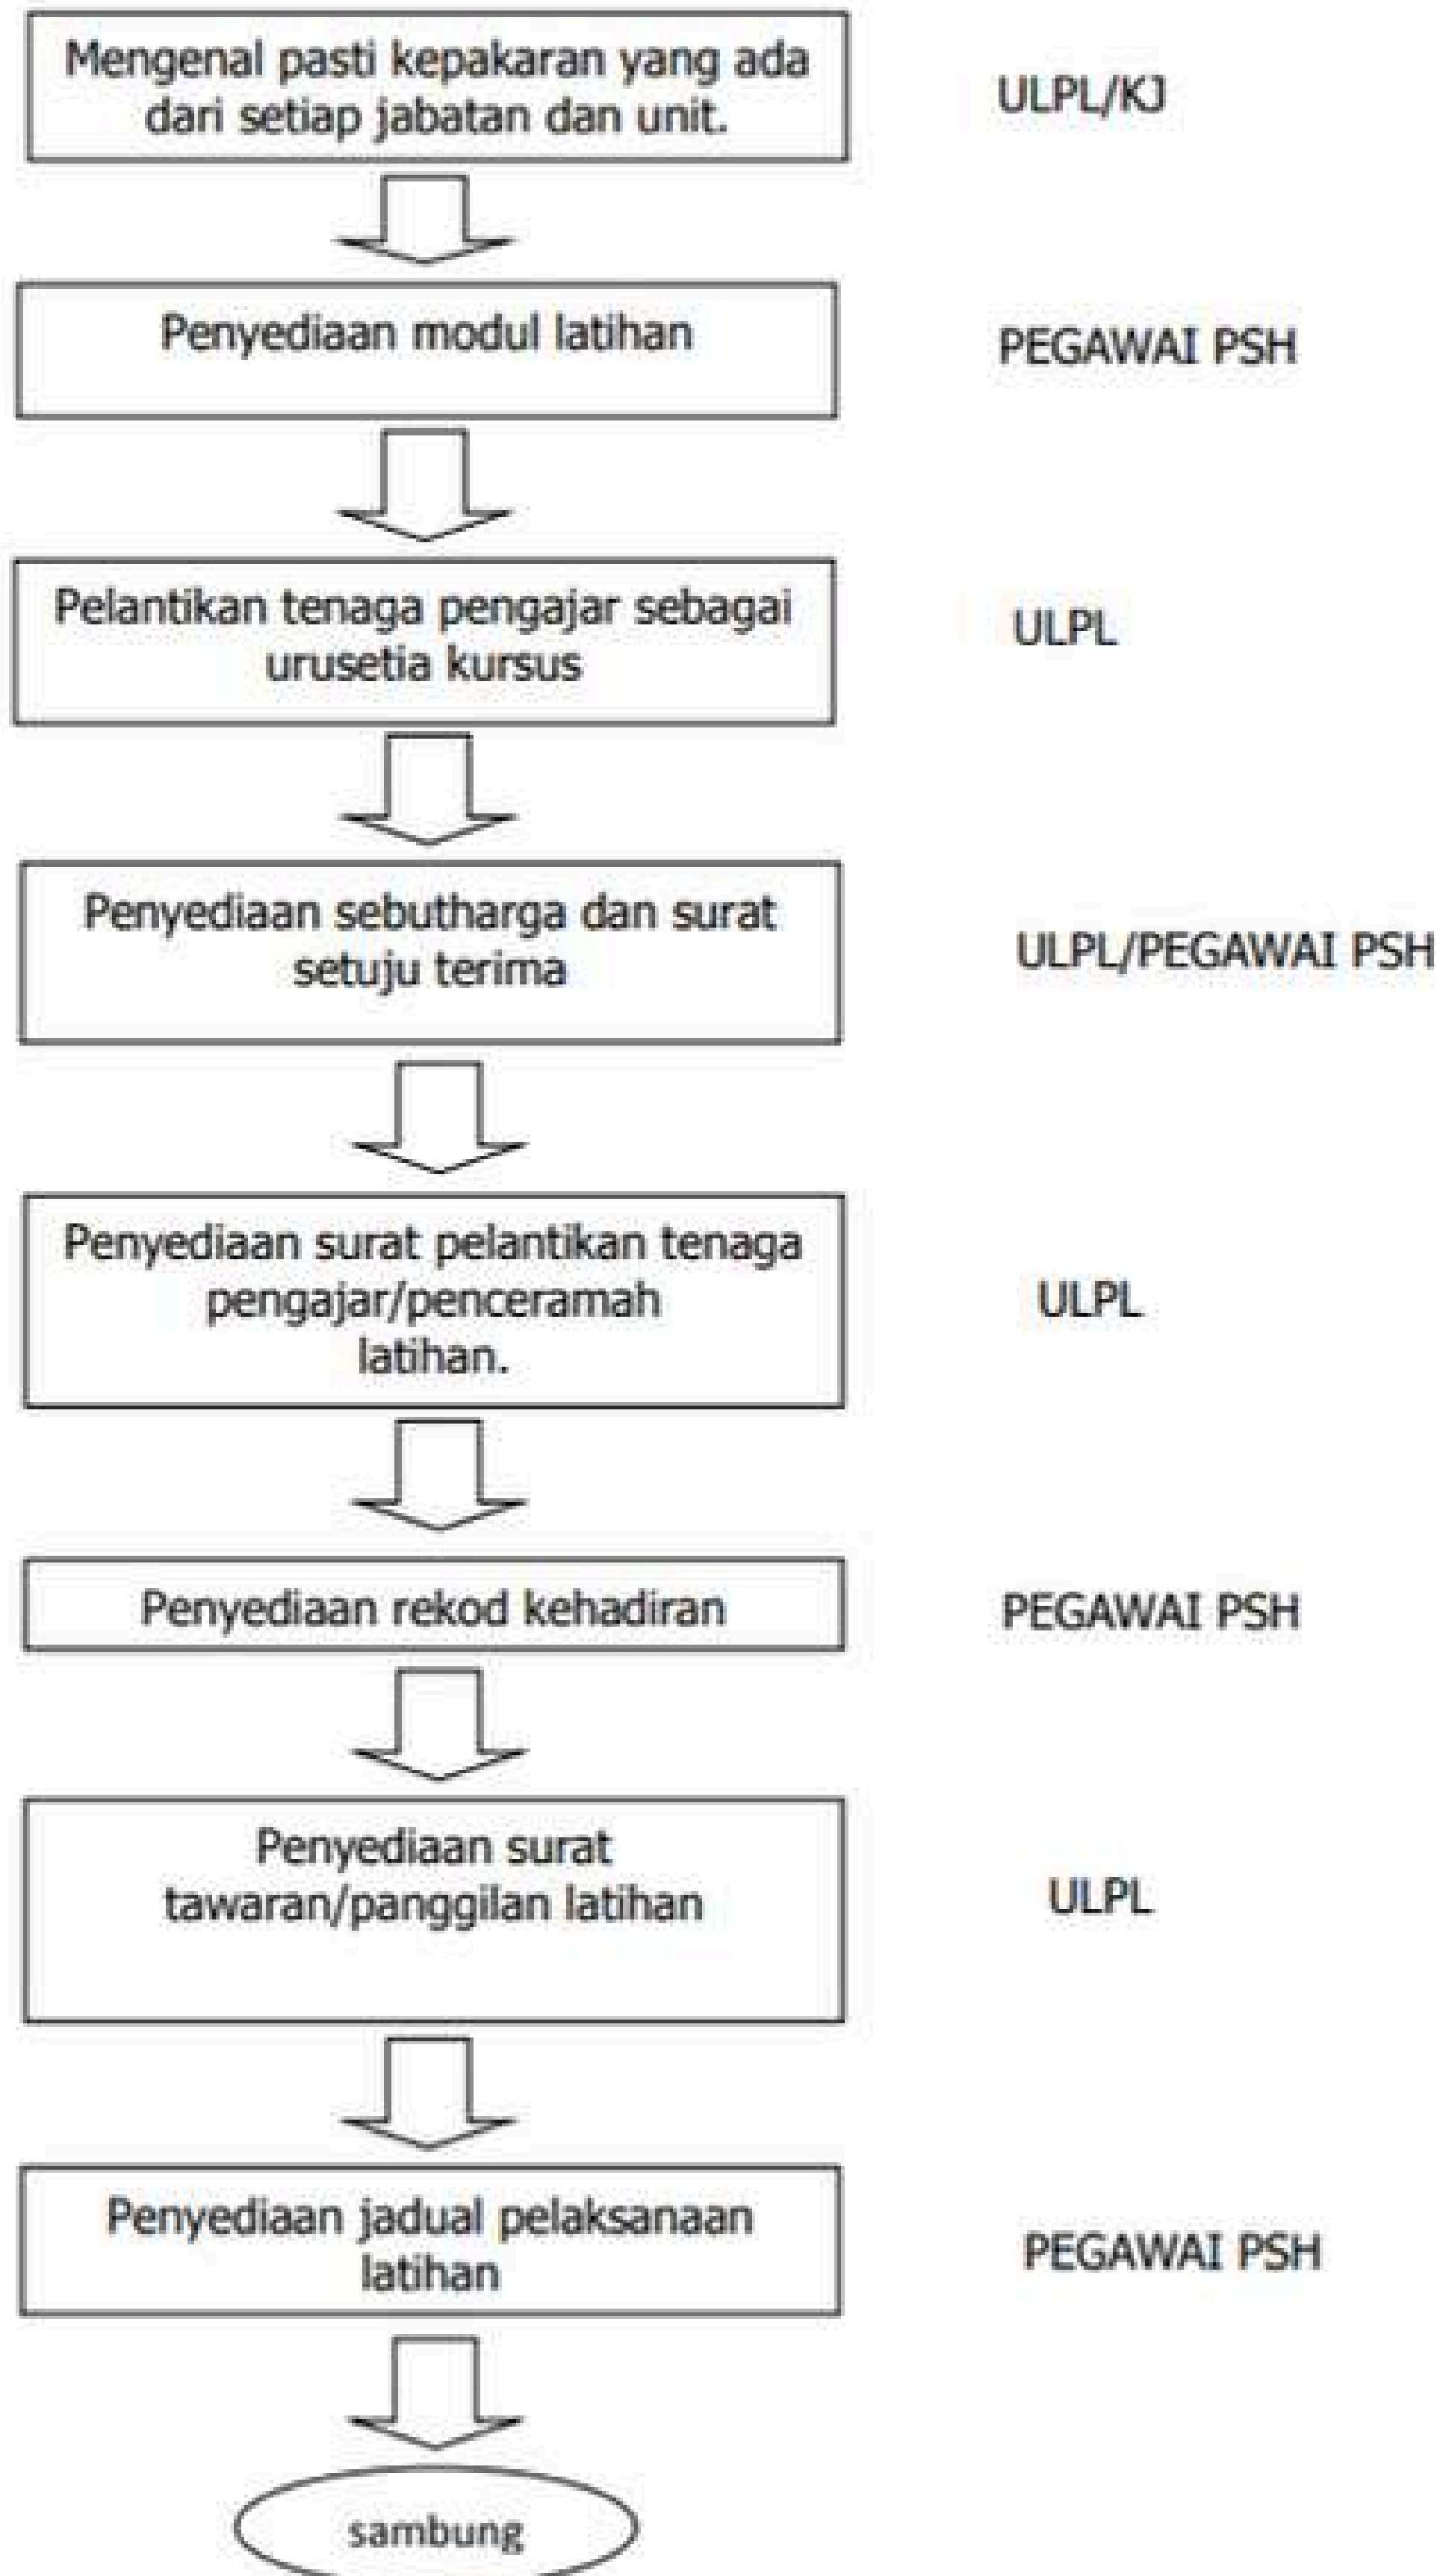 Mengenal pasti kepakaran yang ada
dari setiap jabatan dan unit.
ULPL/KJ
Penyediaan modul latihan
PEGAWAI PSH
Pelantikan tenaga pengajar sebagai
urusetia kursus
ULPL
Penyediaan sebutharga dan surat
setuju terima
ULPL/PEGAWAI PSH
Penyediaan surat pelantikan tenaga
pengajar/penceramah
latihan.
ULPL
Penyediaan rekod kehadiran
PEGAWAI PSH
Penyediaan surat
tawaran/panggilan latihan
ULPL
Penyediaan jadual pelaksanaan
latihan
PEGAWAI PSH
sambung